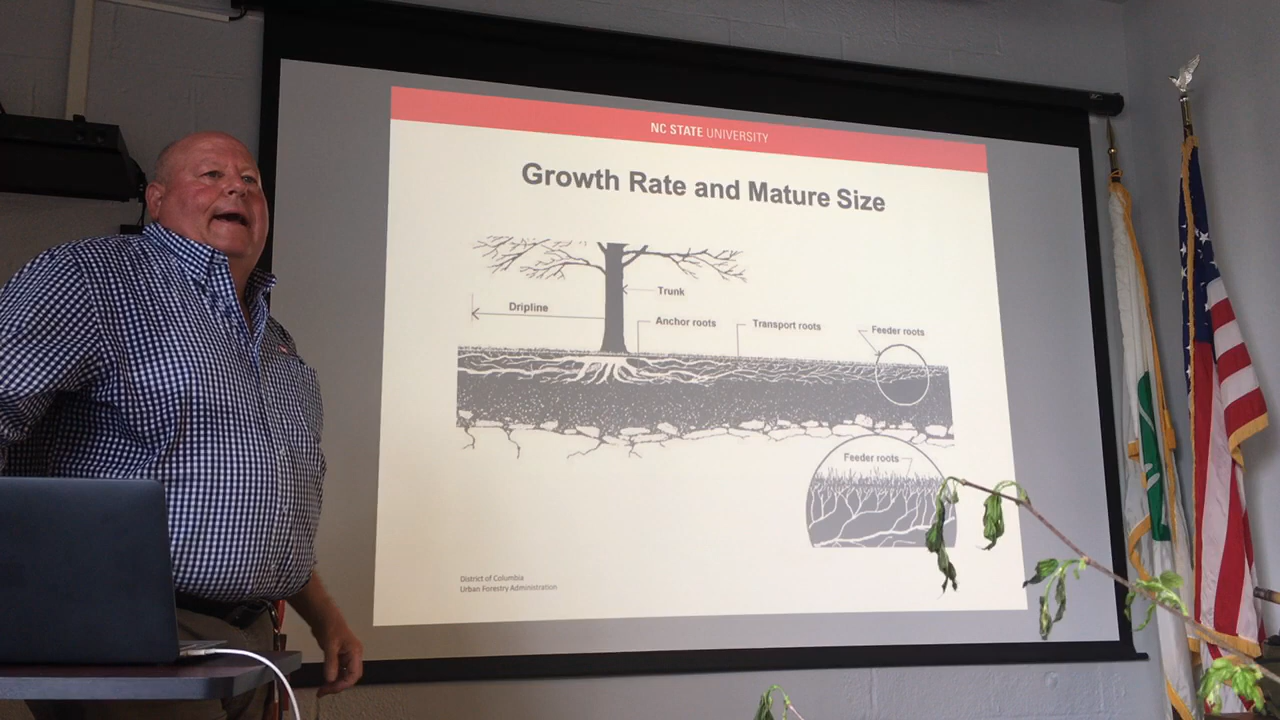 NC STATE UNIVERSITY
Growth Rate and Mature Size
Trunk
Dripline
Anchor roots
Transport roots
Feeder roots
Feeder roots
District of Columbia
Urban Forestry Administration